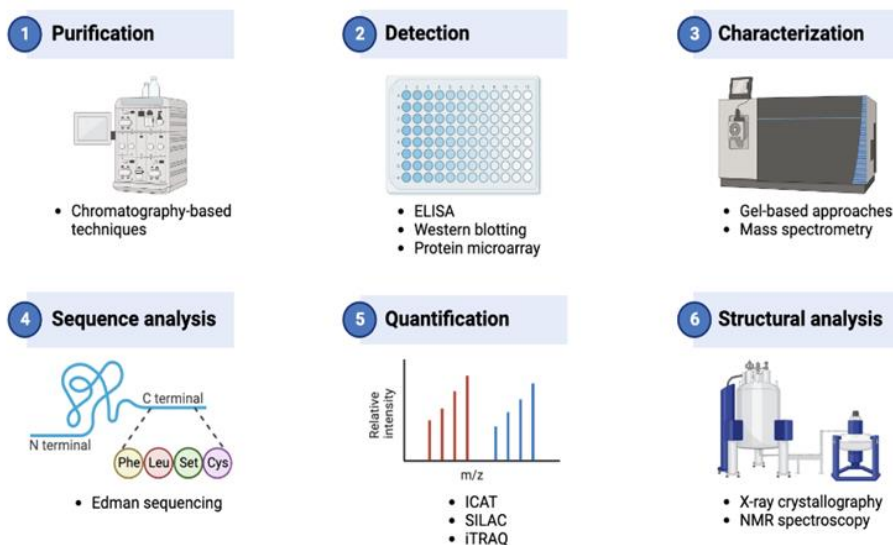 1 Purification
• Chromatography-based
techniques
2 Detection
• ELISA
• Western blotting
• Protein microarray
3 Characterization
• Gel-based approaches
• Mass spectrometry
4 Sequence analysis
C terminal
N terminal
Phe Leu Set Cys
• Edman sequencing
5 Quantification
Relative
intensity
m/z
• ICAT
• SILAC
• iTRAQ
6 Structural analysis
• X-ray crystallography
• NMR spectroscopy